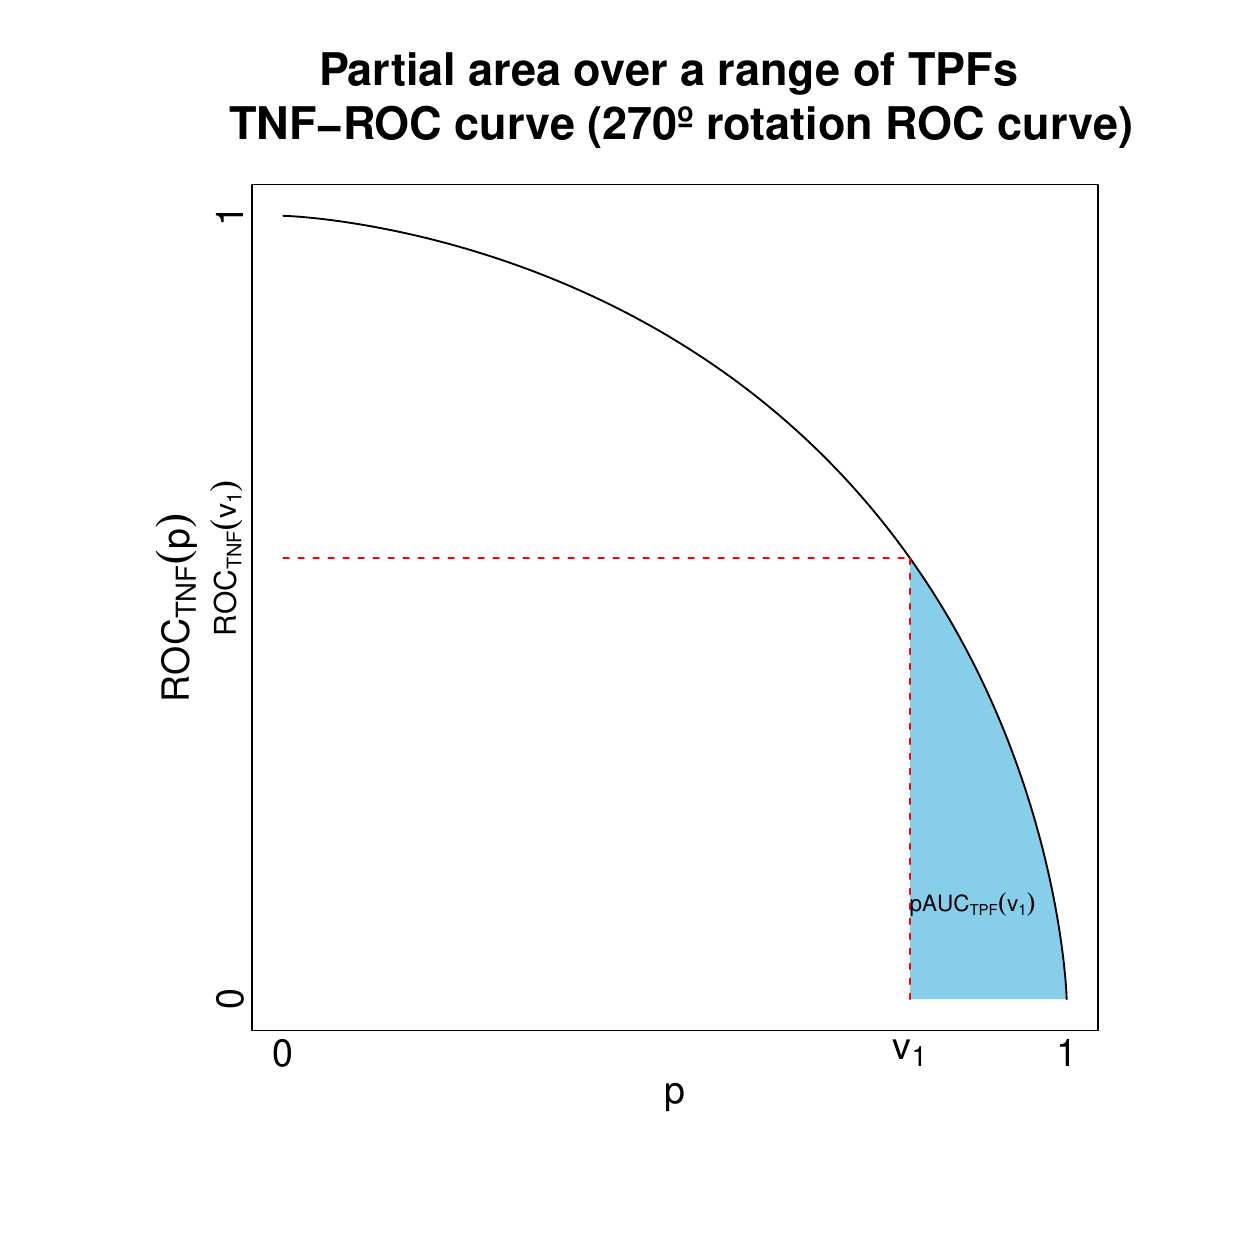 Partial area over a range of TPFs
TNF−ROC curve (270º rotation ROC curve)
1
ROC_TNF(v_1)
ROC_TNF(p)
0
pAUC_TPF(v_1)
0
v_1
1
p